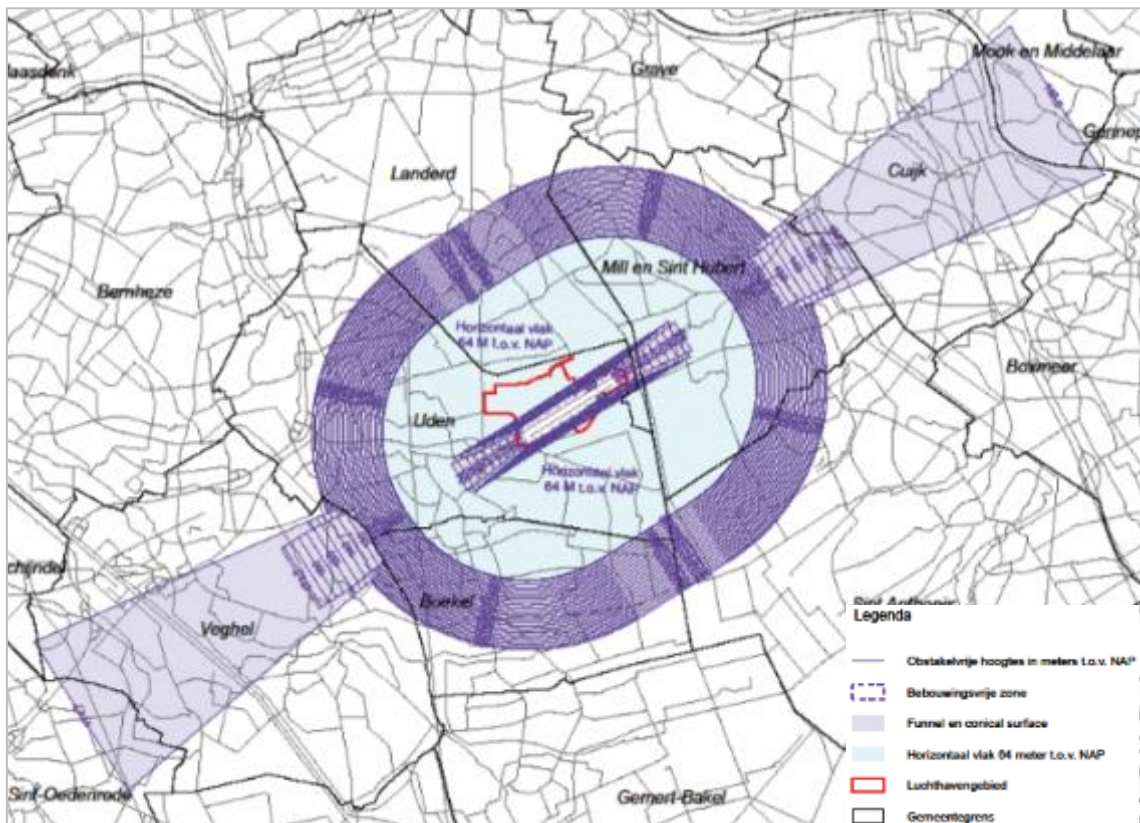 Mook en Middelaar
Grave
Landerd
Cuijk
Mill en Sint Hubert
Bernheze
Horizontaal vlak
64 M t.o.v. NAP
Boxmeer
Uden
Horizontaal vlak
64 M t.o.v. NAP
Boekel
Veghel
Sint-Oedenrode
Gemert-Bakel
Legenda
Obstakelvrije hoogtes in meters t.o.v. NAP
Bebouwingsvrije zone
Funnel en conical surface
Horizontaal vlak 64 meter t.o.v. NAP
Luchthavengebied
Gemeentegrens